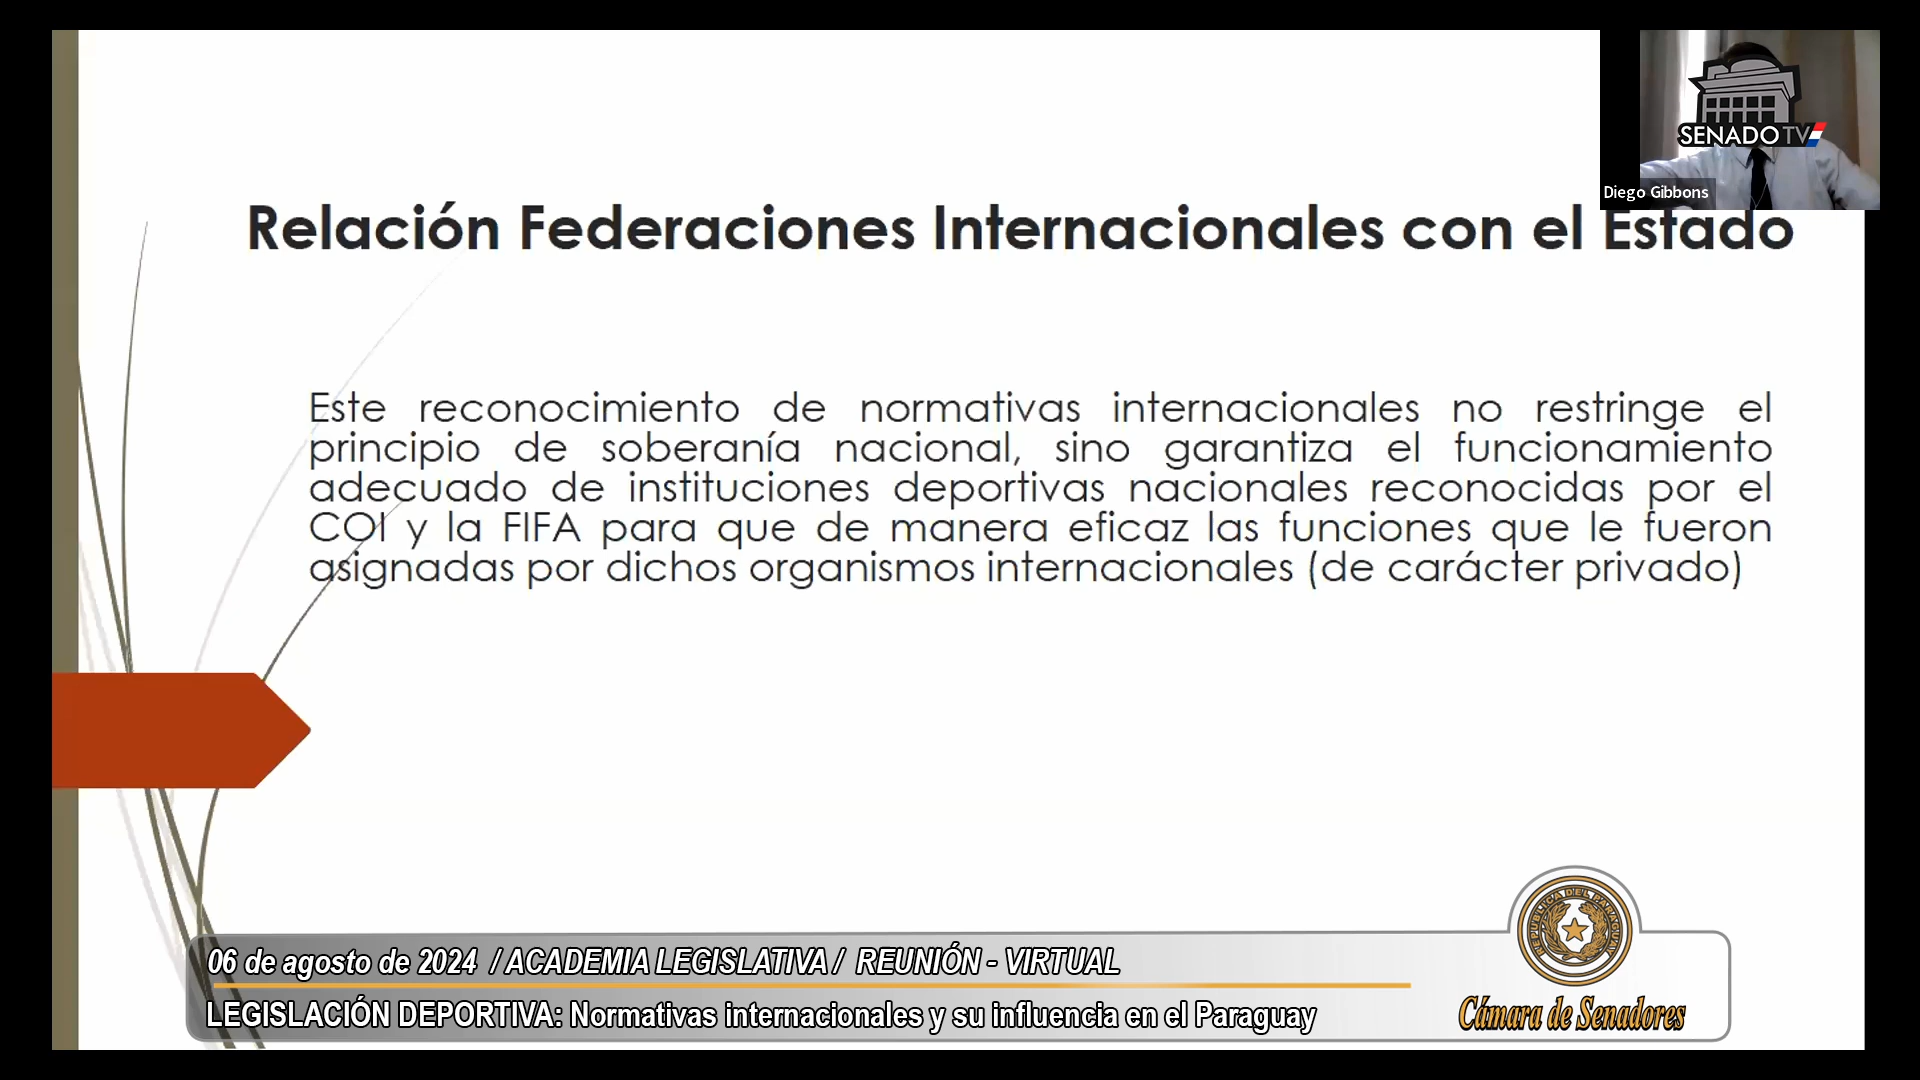 SENADO TV
Diego Gibbons
Relación Federaciones Internacionales con el Estado
Este reconocimiento de normativas internacionales no restringe el
principio de soberanía nacional, sino garantiza el funcionamiento
adecuado de instituciones deportivas nacionales reconocidas por el
COI y la FIFA para que de manera eficaz las funciones que le fueron
asignadas por dichos organismos internacionales (de carácter privado)
REPUBLICA DEL PARAGUAY
06 de agosto de 2024 / ACADEMIA LEGISLATIVA / REUNIÓN - VIRTUAL
LEGISLACIÓN DEPORTIVA: Normativas internacionales y su influencia en el Paraguay
Cámara de Senadores